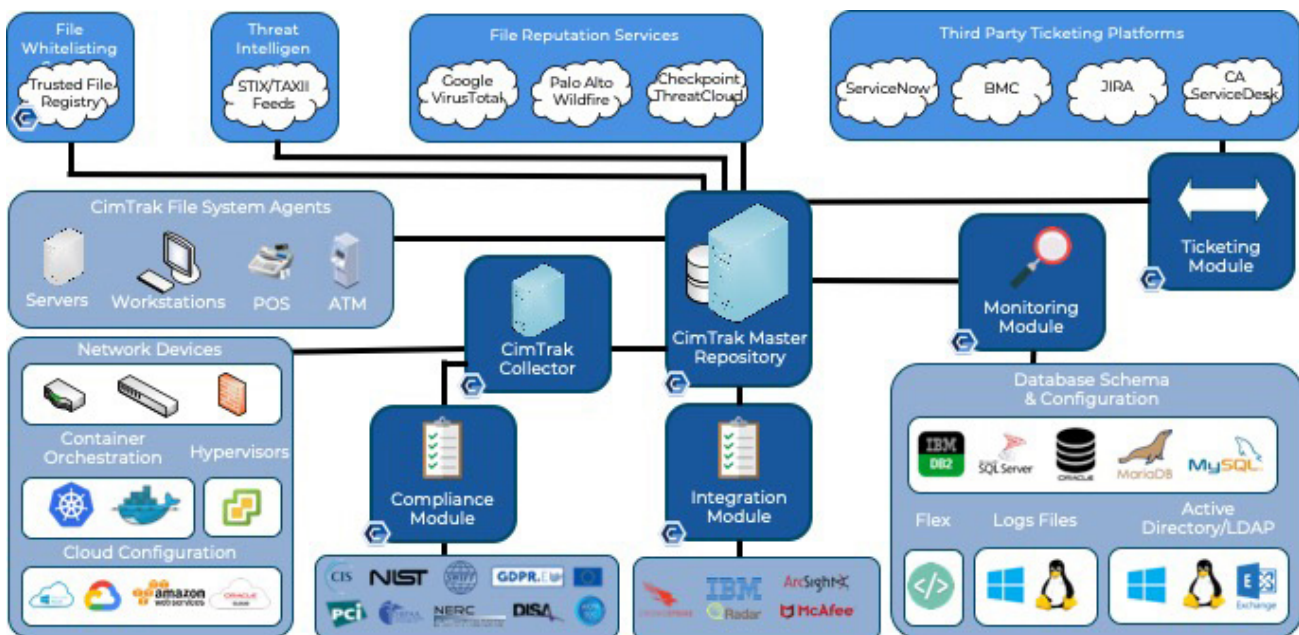 File
Whitelisting
Trusted File
Registry
Threat
Intelligen
STIX/TAXII
Feeds
File Reputation Services
Google
VirusTotal
Palo Alto
Wildfire
Checkpoint
ThreatCloud
Third Party Ticketing Platforms
ServiceNow
BMC
JIRA
CA
ServiceDesk
CimTrak File System Agents
Servers
Workstations
POS
ATM
CimTrak
Collector
CimTrak Master
Repository
Monitoring
Module
Ticketing
Module
Network Devices
Container
Orchestration
Hypervisors
Cloud Configuration
amazon
web services
ORACLE
CLOUD
Compliance
Module
Integration
Module
CIS
NIST
SWIFT
GDPR.EU
PCI
NERC
DISA
IBM
QRadar
ArcSight
McAfee
Database Schema
& Configuration
IBM
DB2
SQL Server
ORACLE
MariaDB
MySQL
Flex
Logs Files
Active
Directory/LDAP
Exchange